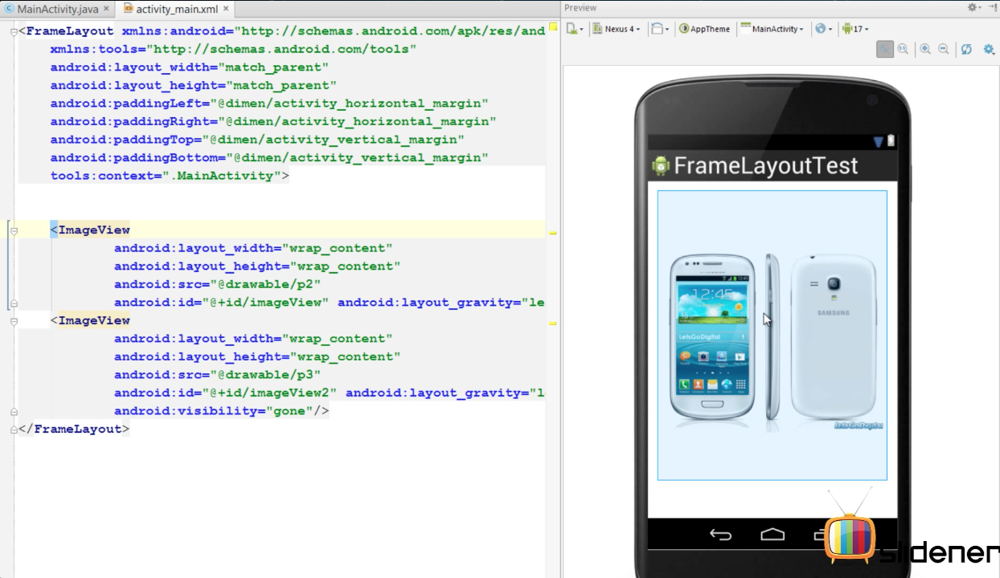 MainActivity.java × activity_main.xml ×
<FrameLayout xmlns:android="http://schemas.android.com/apk/res/and
xmlns:tools="http://schemas.android.com/tools"
android:layout_width="match_parent"
android:layout_height="match_parent"
android:paddingLeft="@dimen/activity_horizontal_margin"
android:paddingRight="@dimen/activity_horizontal_margin"
android:paddingTop="@dimen/activity_vertical_margin"
android:paddingBottom="@dimen/activity_vertical_margin"
tools:context=".MainActivity">
<ImageView
android:layout_width="wrap_content"
android:layout_height="wrap_content"
android:src="@drawable/p2"
android:id="@+id/imageView" android:layout_gravity="le
<ImageView
android:layout_width="wrap_content"
android:layout_height="wrap_content"
android:src="@drawable/p3"
android:id="@+id/imageView2" android:layout_gravity="l
android:visibility="gone"/>
</FrameLayout>
Preview
Nexus 4 AppTheme MainActivity 17
FrameLayoutTest
12:45
12:45
LetsGoDigital
SAMSUNG
LetsGoDigital
slidener